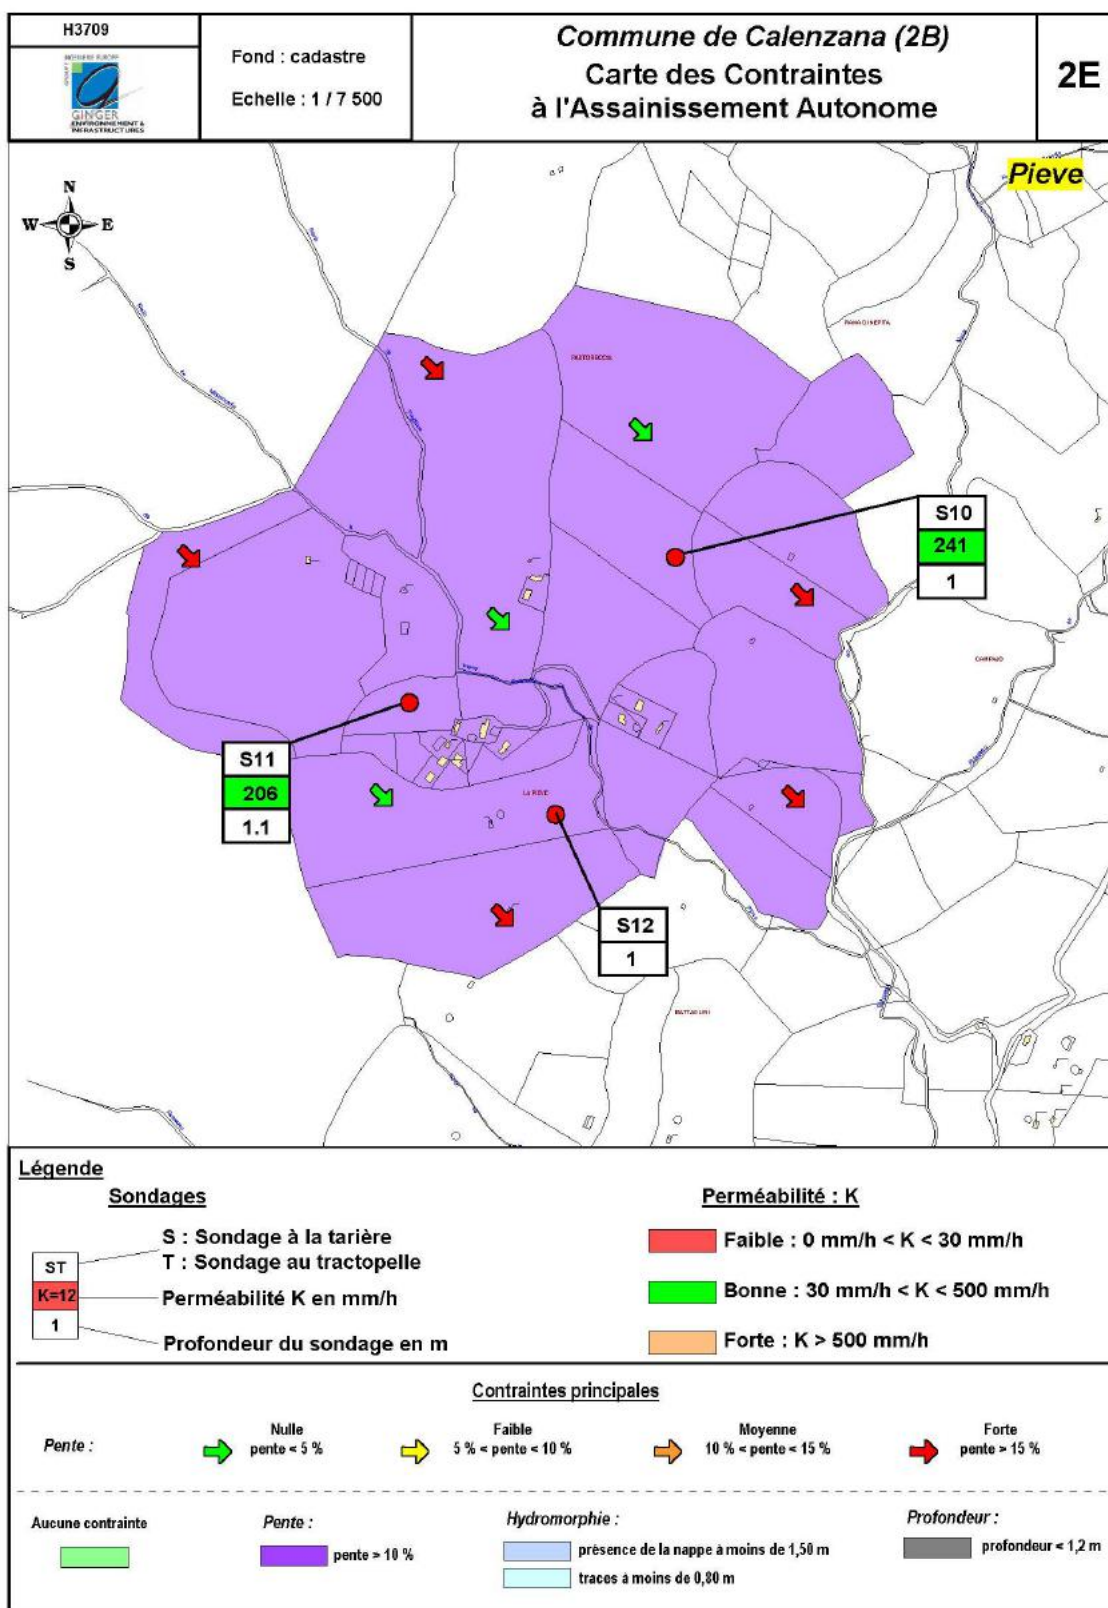 H3709
INGENIERIE EUROPE
GINGER
ENVIRONNEMENT &
INFRASTRUCTURES
Fond : cadastre
Echelle : 1 / 7 500
Commune de Calenzana (2B)
Carte des Contraintes
à l'Assainissement Autonome
2E
Pieve
N
W
E
S
S10
241
1
S11
206
1.1
La PIEVE
S12
1
Légende
Sondages
S : Sondage à la tarière
T : Sondage au tractopelle
ST
K=12
Perméabilité K en mm/h
1
Profondeur du sondage en m
Perméabilité : K
Faible : 0 mm/h < K < 30 mm/h
Bonne : 30 mm/h < K < 500 mm/h
Forte : K > 500 mm/h
Contraintes principales
Pente :
Nulle
pente < 5 %
Faible
5 % < pente < 10 %
Moyenne
10 % < pente < 15 %
Forte
pente > 15 %
Aucune contrainte
Pente :
pente > 10 %
Hydromorphie :
présence de la nappe à moins de 1,50 m
traces à moins de 0,80 m
Profondeur :
profondeur < 1,2 m